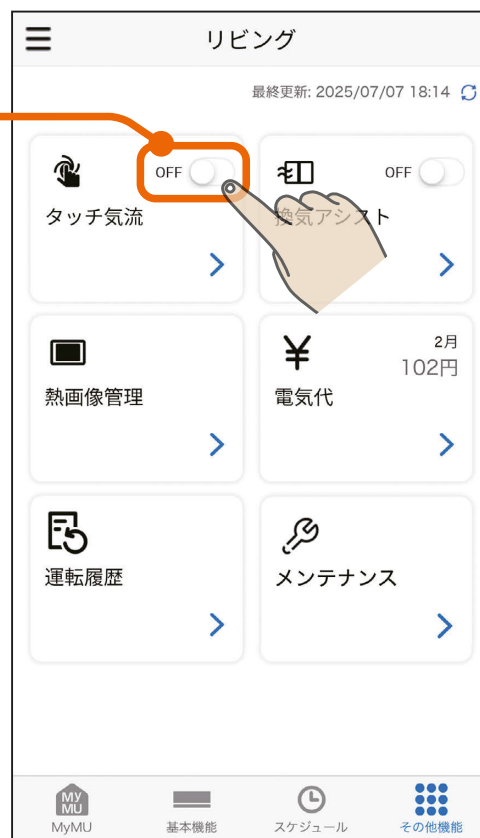 リビング
最終更新: 2025/07/07 18:14
OFF
タッチ気流
OFF
換気アシスト
熱画像管理
¥
2月
102円
電気代
運転履歴
メンテナンス
MY
MU
MyMU
基本機能
スケジュール
その他機能